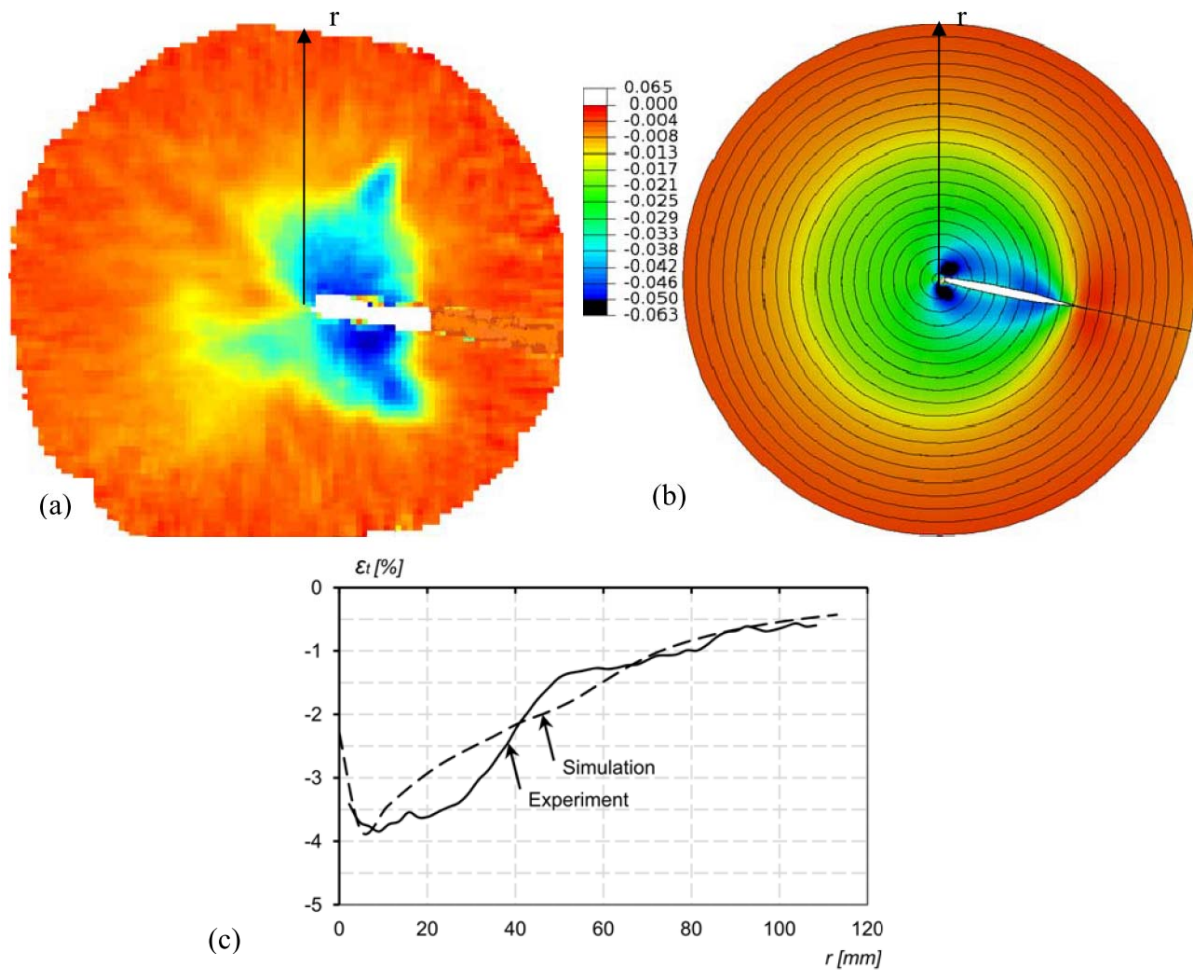 r
r
0.065
0.000
-0.004
-0.008
-0.013
-0.017
-0.021
-0.025
-0.029
-0.033
-0.038
-0.042
-0.046
-0.050
-0.063
(a)
(b)
εt [%]
0
-1
-2
-3
-4
-5
Simulation
Experiment
0 20 40 60 80 100 120
r [mm]
(c)